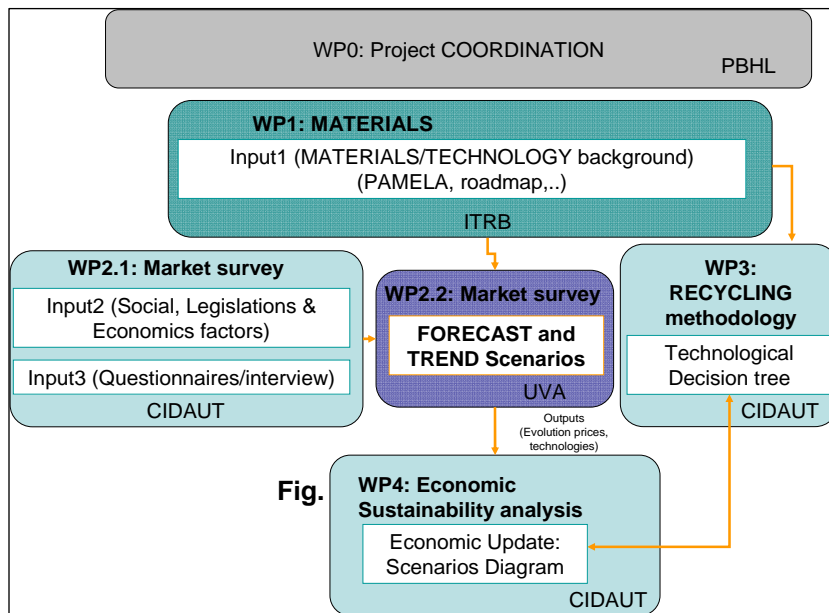 WP0: Project COORDINATION
PBHL
WP1: MATERIALS
Input1 (MATERIALS/TECHNOLOGY background)
(PAMELA, roadmap,..)
ITRB
WP2.1: Market survey
Input2 (Social, Legislations &
Economics factors)
Input3 (Questionnaires/interview)
CIDAUT
WP2.2: Market survey
FORECAST and
TREND Scenarios
UVA
WP3:
RECYCLING
methodology
Technological
Decision tree
CIDAUT
Outputs
(Evolution prices,
technologies)
Fig.
WP4: Economic
Sustainability analysis
Economic Update:
Scenarios Diagram
CIDAUT